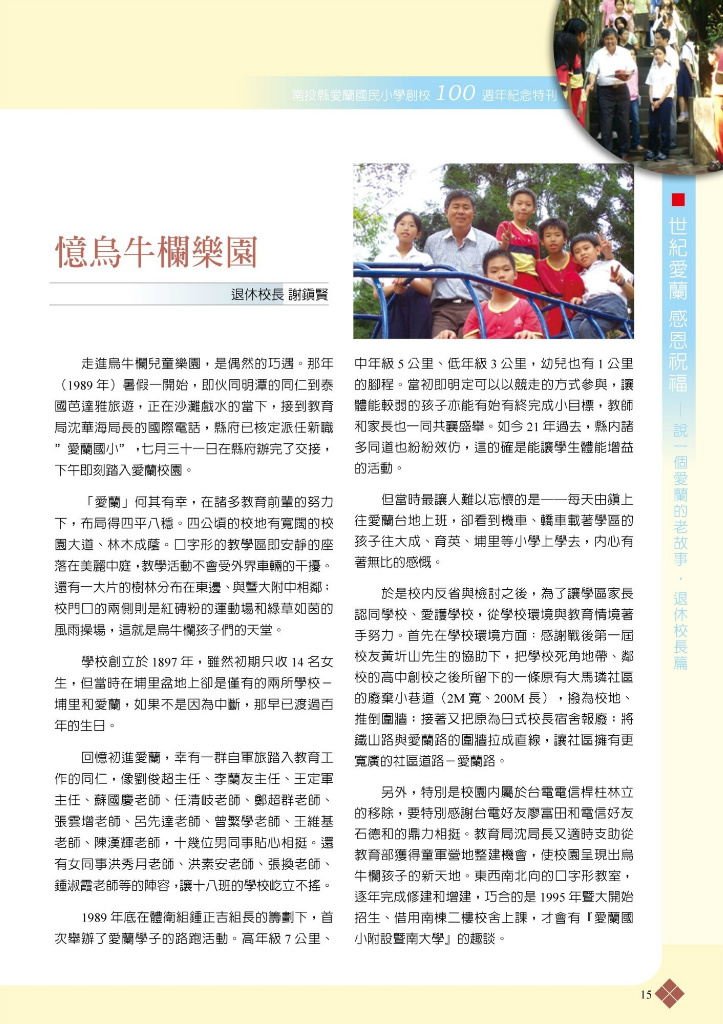 南投縣愛蘭國民小學創校 100 週年紀念特刊
憶烏牛欄樂園
退休校長 謝鎮賢
走進烏牛欄兒童樂園，是偶然的巧遇。那年
（1989 年）暑假一開始，即伙同明潭的同仁到泰
國芭達雅旅遊，正在沙灘戲水的當下，接到教育
局沈華海局長的國際電話，縣府已核定派任新職
”愛蘭國小”，七月三十一日在縣府辦完了交接，
下午即刻踏入愛蘭校園。
「愛蘭」何其有幸，在諸多教育前輩的努力
下，布局得四平八穩。四公頃的校地有寬闊的校
園大道、林木成蔭。口字形的教學區即安靜的座
落在美麗中庭，教學活動不會受外界車輛的干擾。
還有一大片的樹林分布在東邊、與暨大附中相鄰；
校門口的兩側則是紅磚粉的運動場和綠草如茵的
風雨操場，這就是烏牛欄孩子們的天堂。
學校創立於 1897 年，雖然初期只收 14 名女
生，但當時在埔里盆地上卻是僅有的兩所學校－
埔里和愛蘭，如果不是因為中斷，那早已渡過百
年的生日。
回憶初進愛蘭，幸有一群自軍旅踏入教育工
作的同仁，像劉俊超主任、李蘭友主任、王定軍
主任、蘇國慶老師、任清岐老師、鄭超群老師、
張雲增老師、呂先達老師、曾繁學老師、王維基
老師、陳漢輝老師，十幾位男同事貼心相挺。還
有女同事洪秀月老師、洪素安老師、張換老師、
鍾淑霞老師等的陣容，讓十八班的學校屹立不搖。
1989 年底在體衛組鍾正吉組長的籌劃下，首
次舉辦了愛蘭學子的路跑活動。高年級 7 公里、
中年級 5 公里、低年級 3 公里，幼兒也有 1 公里
的腳程。當初即明定可以以競走的方式參與，讓
體能較弱的孩子亦能有始有終完成小目標，教師
和家長也一同共襄盛舉。如今 21 年過去，縣內諸
多同道也紛紛效仿，這的確是能讓學生體能增益
的活動。
但當時最讓人難以忘懷的是——每天由鎮上
往愛蘭台地上班，卻看到機車、轎車載著學區的
孩子往大成、育英、埔里等小學上學去，內心有
著無比的感慨。
於是校內反省與檢討之後，為了讓學區家長
認同學校、愛護學校，從學校環境與教育情境著
手努力。首先在學校環境方面：感謝戰後第一屆
校友黃圻山先生的協助下，把學校死角地帶、鄰
校的高中創校之後所留下的一條原有大馬璘社區
的廢棄小巷道（2M 寬、200M 長），撥為校地、
推倒圍牆；接著又把原為日式校長宿舍報廢；將
鐵山路與愛蘭路的圍牆拉成直線，讓社區擁有更
寬廣的社區道路－愛蘭路。
另外，特別是校園內屬於台電電信桿柱林立
的移除，要特別感謝台電好友廖富田和電信好友
石德和的鼎力相挺。教育局沈局長又適時支助從
教育部獲得童軍營地整建機會，使校園呈現出烏
牛欄孩子的新天地。東西南北向的口字形教室，
逐年完成修建和增建，巧合的是 1995 年暨大開始
招生、借用南棟二樓校舍上課，才會有『愛蘭國
小附設暨南大學』的趣談。
世紀愛蘭 感恩祝福——說一個愛蘭的老故事．退休校長篇
15